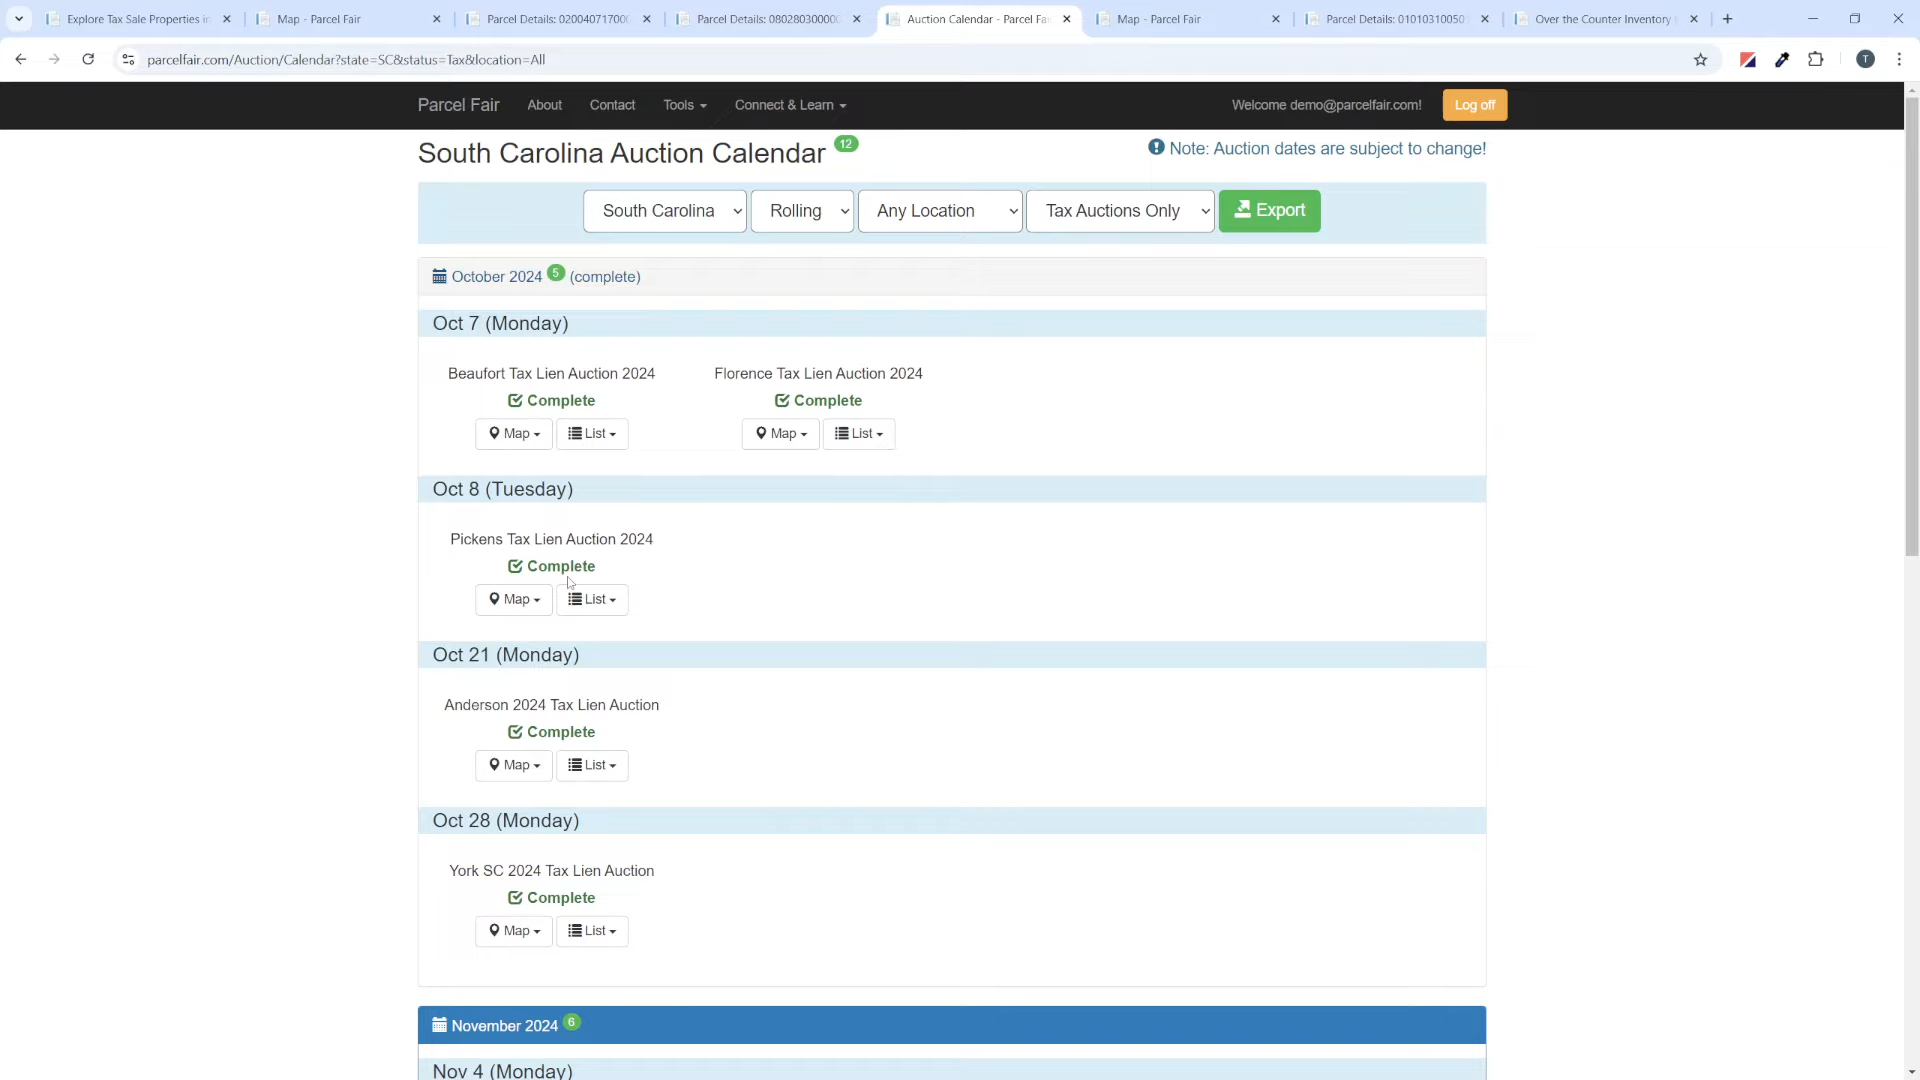 Explore Tax Sale Properties in
Map - Parcel Fair
Parcel Details: 02004071700
Parcel Details: 08028030000
Auction Calendar - Parcel Fa
Map - Parcel Fair
Parcel Details: 01010310050
Over the Counter Inventory
parcelfair.com/Auction/Calendar?state=SC&status=Tax&location=All
T
Parcel Fair
About
Contact
Tools
Connect & Learn
Welcome demo@parcelfair.com!
Log off
South Carolina Auction Calendar 12
Note: Auction dates are subject to change!
South Carolina
Rolling
Any Location
Tax Auctions Only
Export
October 2024 5 (complete)
Oct 7 (Monday)
Beaufort Tax Lien Auction 2024
Florence Tax Lien Auction 2024
Complete
Complete
Map
List
Map
List
Oct 8 (Tuesday)
Pickens Tax Lien Auction 2024
Complete
Map
List
Oct 21 (Monday)
Anderson 2024 Tax Lien Auction
Complete
Map
List
Oct 28 (Monday)
York SC 2024 Tax Lien Auction
Complete
Map
List
November 2024 6
Nov 4 (Monday)